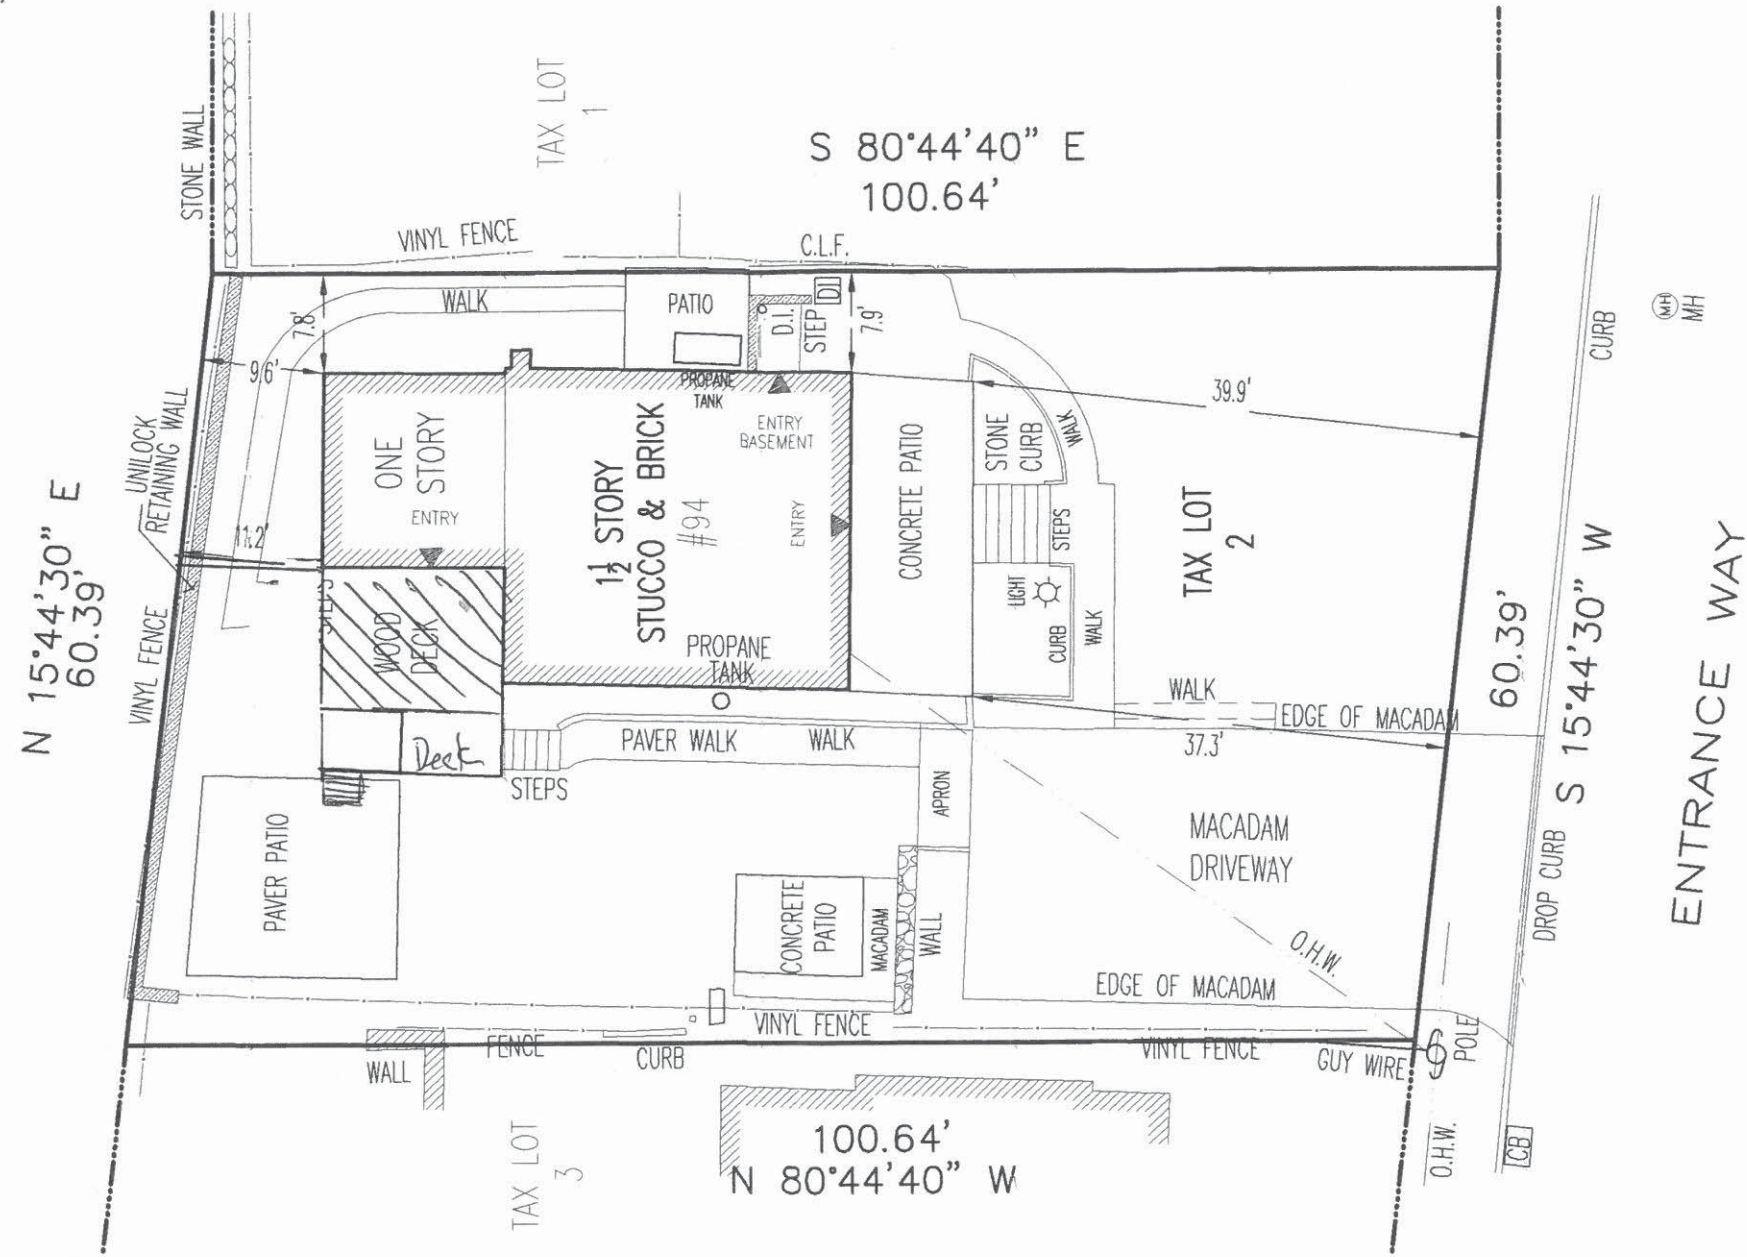 TAX LOT
1
STONE WALL
S 80°44'40" E
100.64'
VINYL FENCE
C.L.F.
WALK
PATIO
D.I.
STEP
DI
7.8'
7.9'
9.6'
PROPANE
TANK
39.9'
CURB
MH
MH
UNILOCK
RETAINING WALL
ONE
STORY
ENTRY
1½ STORY
STUCCO & BRICK
#94
ENTRY
BASEMENT
ENTRY
CONCRETE PATIO
STONE
CURB
WALK
STEPS
TAX LOT
2
11.2'
N 15°44'30" E
60.39'
VINYL FENCE
WOOD
DECK
PROPANE
TANK
LIGHT
CURB
WALK
WALK
60.39'
S 15°44'30" W
ENTRANCE WAY
EDGE OF MACADAM
37.3'
Deck
PAVER WALK
WALK
STEPS
APRON
MACADAM
DRIVEWAY
DROP CURB
PAVER PATIO
CONCRETE
PATIO
MACADAM
WALL
O.H.W.
EDGE OF MACADAM
VINYL FENCE
FENCE
CURB
VINYL FENCE
GUY WIRE
POLE
WALL
TAX LOT
3
100.64'
N 80°44'40" W
O.H.W.
CB